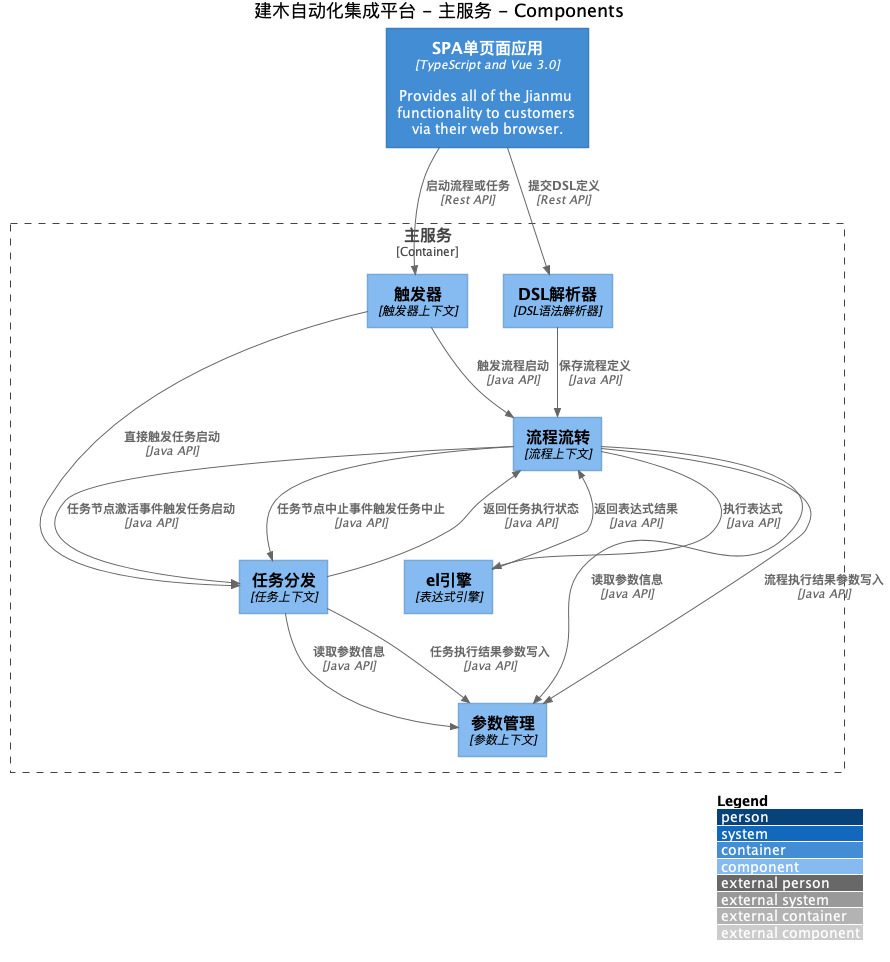 建木自动化集成平台 - 主服务 - Components
SPA单页面应用
[TypeScript and Vue 3.0]
Provides all of the Jianmu
functionality to customers
via their web browser.
启动流程或任务
[Rest API]
提交DSL定义
[Rest API]
主服务
[Container]
触发器
[触发器上下文]
DSL解析器
[DSL语法解析器]
触发流程启动
[Java API]
保存流程定义
[Java API]
直接触发任务启动
[Java API]
流程流转
[流程上下文]
任务节点激活事件触发任务启动
[Java API]
任务节点中止事件触发任务中止
[Java API]
返回任务执行状态
[Java API]
返回表达式结果
[Java API]
执行表达式
[Java API]
任务分发
[任务上下文]
el引擎
[表达式引擎]
读取参数信息
[Java API]
流程执行结果参数写入
[Java API]
读取参数信息
[Java API]
任务执行结果参数写入
[Java API]
参数管理
[参数上下文]
Legend
person
system
container
component
external person
external system
external container
external component